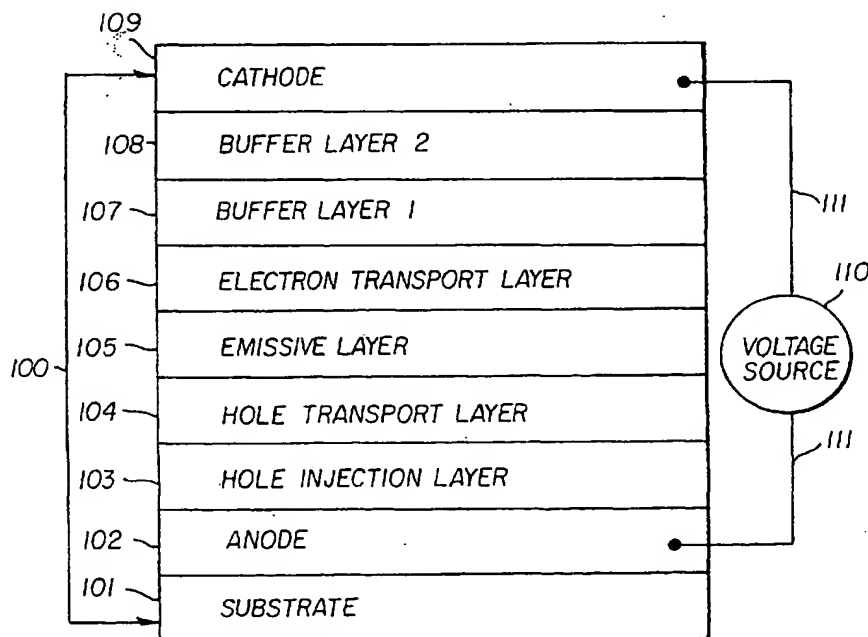 109
CATHODE
108
BUFFER LAYER 2
107
BUFFER LAYER 1
111
106
ELECTRON TRANSPORT LAYER
110
105
EMISSIVE LAYER
VOLTAGE
SOURCE
100
104
HOLE TRANSPORT LAYER
111
103
HOLE INJECTION LAYER
102
ANODE
101
SUBSTRATE